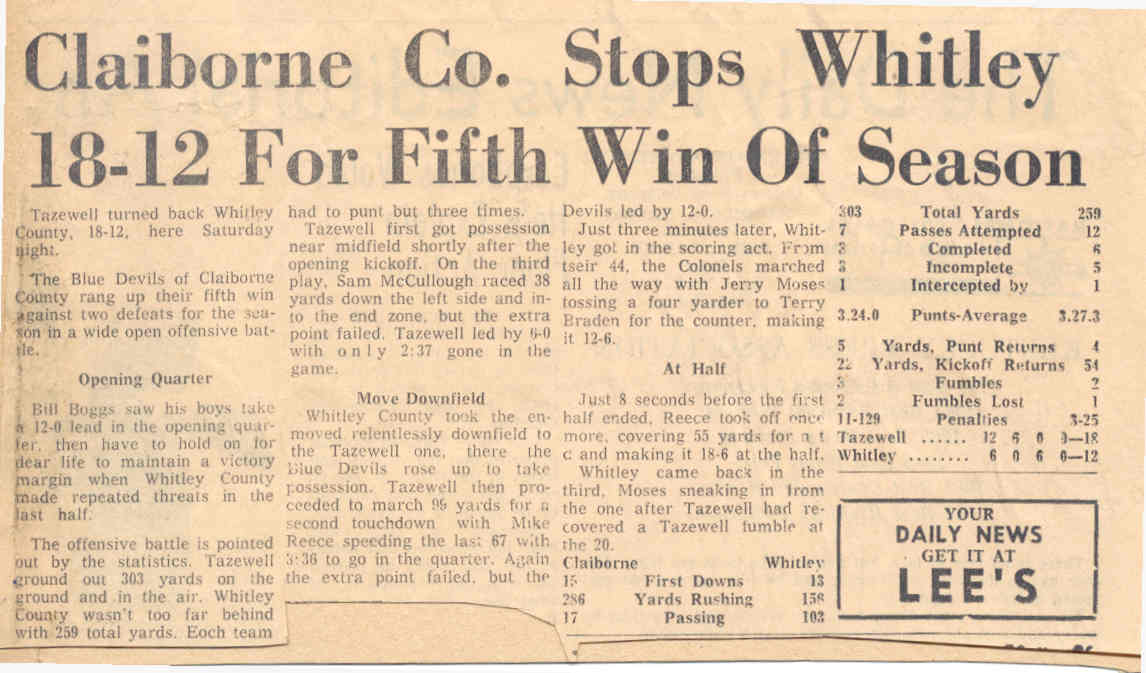 Claiborne Co. Stops Whitley
18-12 For Fifth Win Of Season
Tazewell turned back Whitley
County, 18-12, here Saturday
night.
The Blue Devils of Claiborne
County rang up their fifth win
against two defeats for the sea-
son in a wide open offensive bat-
tle.
Opening Quarter
Bill Boggs saw his boys take
a 12-0 lead in the opening quar-
ter, then have to hold on for
dear life to maintain a victory
margin when Whitley County
made repeated threats in the
last half.
The offensive battle is pointed
out by the statistics. Tazewell
ground out 303 yards on the
ground and in the air. Whitley
County wasn't too far behind
with 259 total yards. Eoch team
had to punt but three times.
Tazewell first got possession
near midfield shortly after the
opening kickoff. On the third
play, Sam McCullough raced 38
yards down the left side and in-
to the end zone, but the extra
point failed. Tazewell led by 6-0
with only 2:37 gone in the
game.
Move Downfield
Whitley County took the en-
moved relentlessly downfield to
the Tazewell one, there the
Blue Devils rose up to take
possession. Tazewell then pro-
ceeded to march 99 yards for a
second touchdown with Mike
Reece speeding the last 67 with
3:36 to go in the quarter. Again
the extra point failed, but the
Devils led by 12-0.
Just three minutes later, Whit-
ley got in the scoring act. From
tseir 44, the Colonels marched
all the way with Jerry Moses
tossing a four yarder to Terry
Braden for the counter, making
it 12-6.
At Half
Just 8 seconds before the first
half ended, Reece took off once
more, covering 55 yards for a t
c and making it 18-6 at the half.
Whitley came back in the
third, Moses sneaking in from
the one after Tazewell had re-
covered a Tazewell fumble at
the 20.
Claiborne Whitley
15 First Downs 13
286 Yards Rushing 156
17 Passing 103
303 Total Yards 259
7 Passes Attempted 12
3 Completed 6
3 Incomplete 5
1 Intercepted by 1
3.24.0 Punts-Average 3.27.3
5 Yards, Punt Returns 4
22 Yards, Kickoff Returns 54
3 Fumbles 2
2 Fumbles Lost 1
11-129 Penalties 3-25
Tazewell ...... 12 6 0 0—18
Whitley ........ 6 0 6 0—12
YOUR
DAILY NEWS
GET IT AT
LEE'S